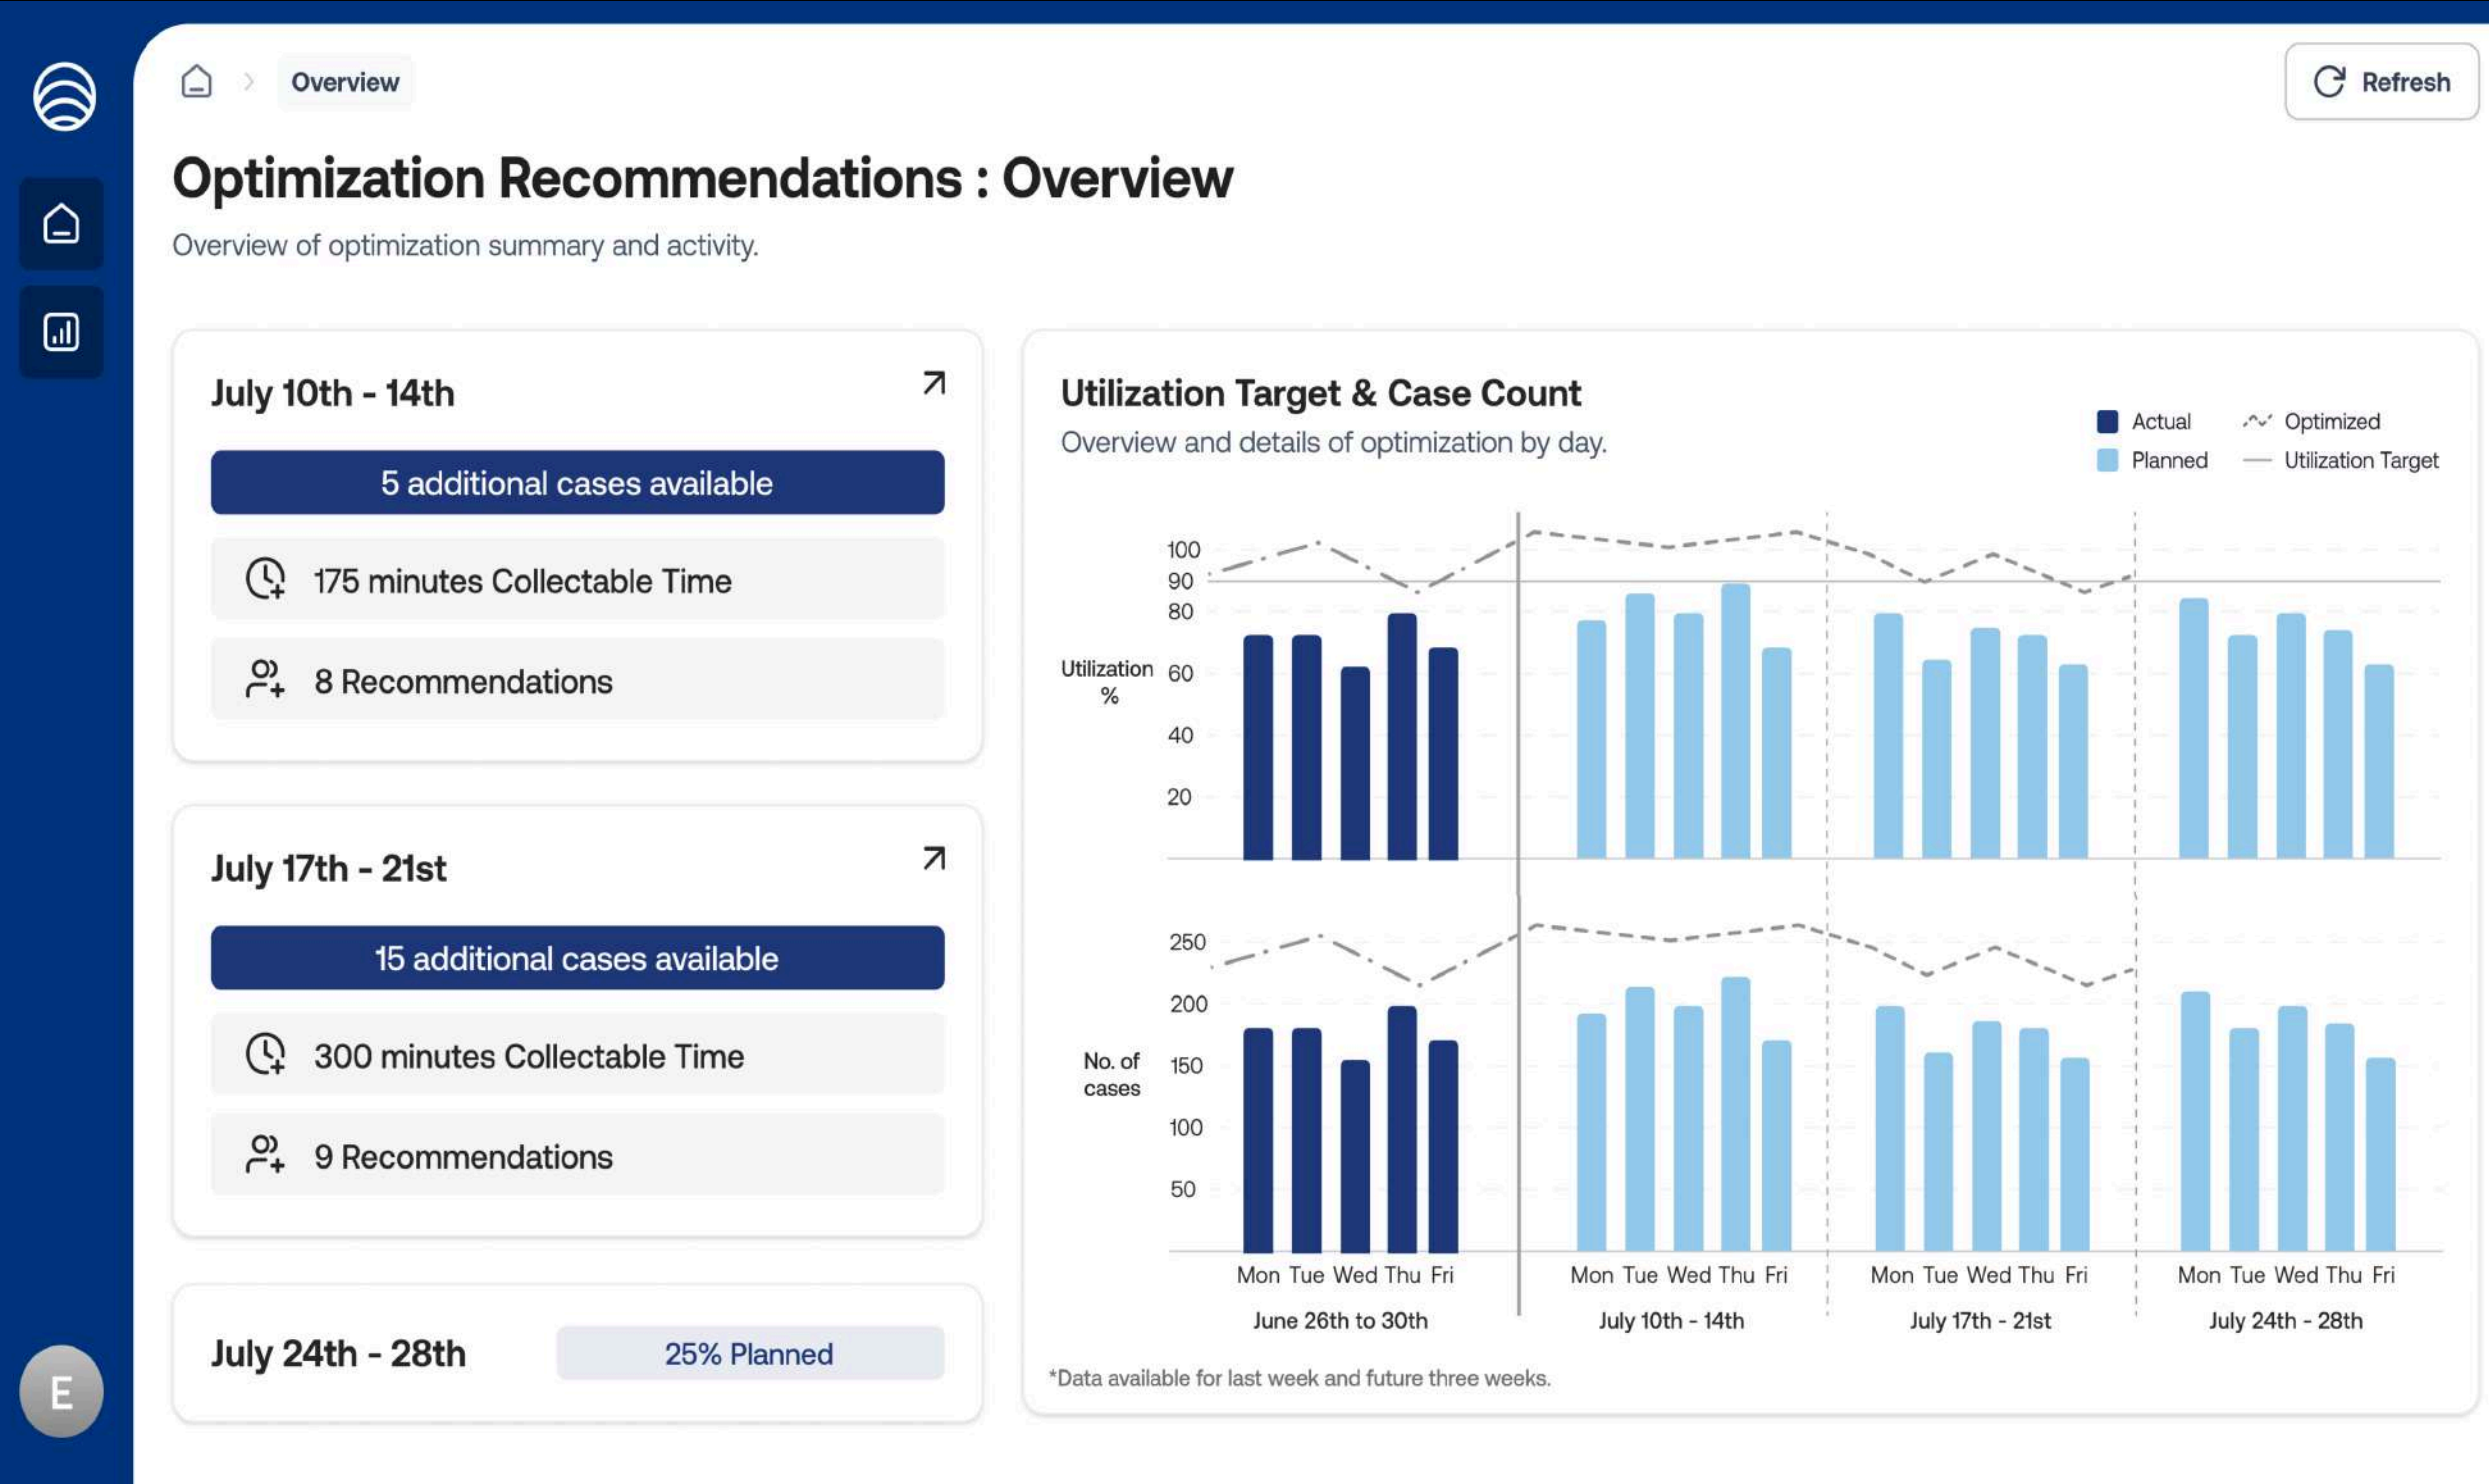 Overview
Refresh
Optimization Recommendations : Overview
Overview of optimization summary and activity.
July 10th - 14th
5 additional cases available
175 minutes Collectable Time
8 Recommendations
July 17th - 21st
15 additional cases available
300 minutes Collectable Time
9 Recommendations
July 24th - 28th
25% Planned
E
Utilization Target & Case Count
Overview and details of optimization by day.
Actual
Optimized
Planned
Utilization Target
100
90
80
Utilization
%
60
40
20
250
200
No. of
cases
150
100
50
Mon Tue Wed Thu Fri
Mon Tue Wed Thu Fri
Mon Tue Wed Thu Fri
Mon Tue Wed Thu Fri
June 26th to 30th
July 10th - 14th
July 17th - 21st
July 24th - 28th
*Data available for last week and future three weeks.